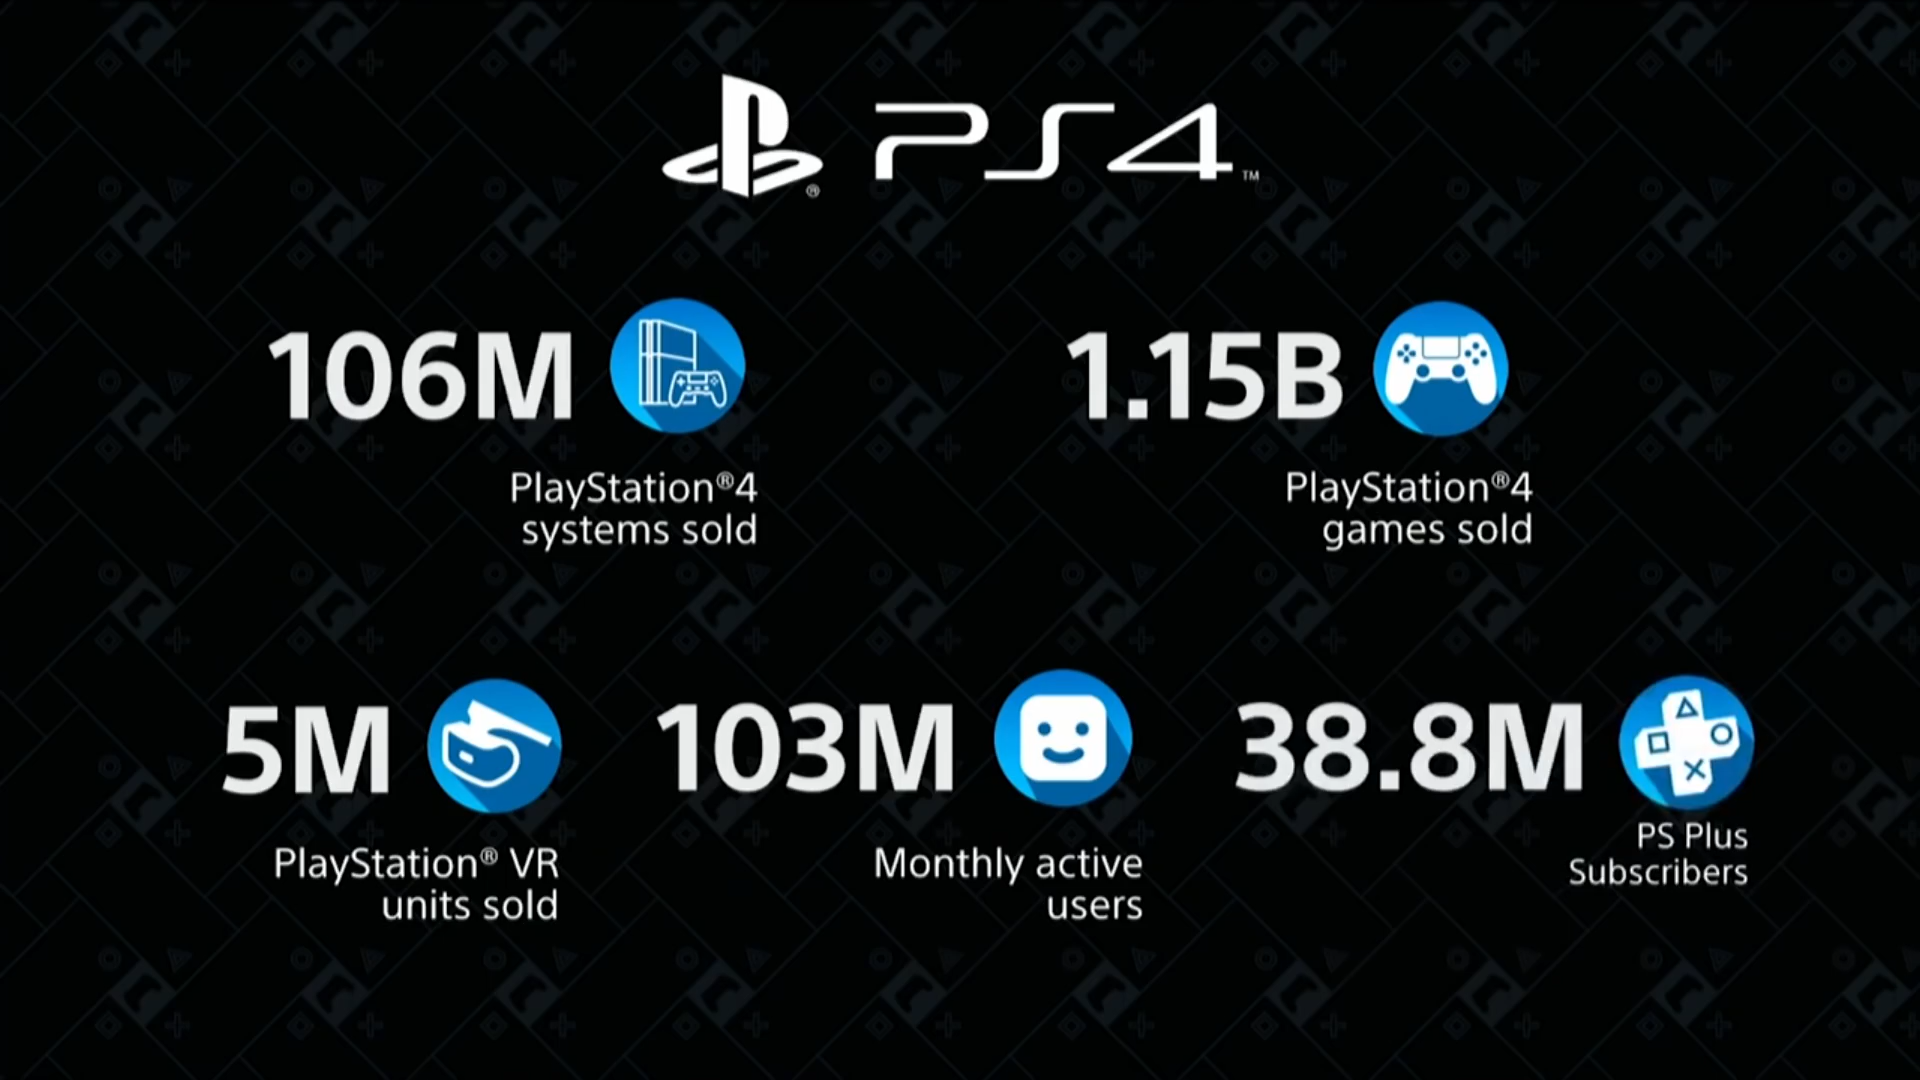 PS4™
106M
PlayStation®4
systems sold
1.15B
PlayStation®4
games sold
5M
PlayStation® VR
units sold
103M
Monthly active
users
38.8M
PS Plus
Subscribers